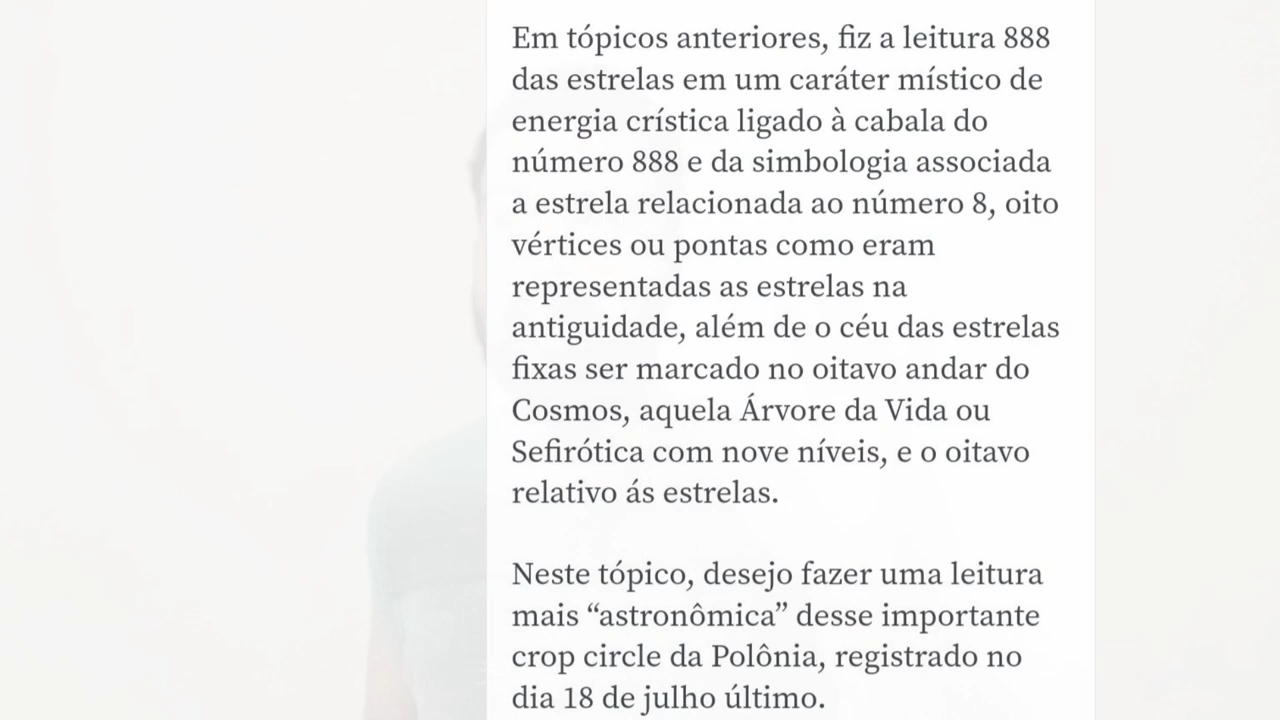 Em tópicos anteriores, fiz a leitura 888
das estrelas em um caráter místico de
energia crística ligado à cabala do
número 888 e da simbologia associada
a estrela relacionada ao número 8, oito
vértices ou pontas como eram
representadas as estrelas na
antiguidade, além de o céu das estrelas
fixas ser marcado no oitavo andar do
Cosmos, aquela Árvore da Vida ou
Sefirótica com nove níveis, e o oitavo
relativo ás estrelas.
Neste tópico, desejo fazer uma leitura
mais “astronômica” desse importante
crop circle da Polônia, registrado no
dia 18 de julho último.